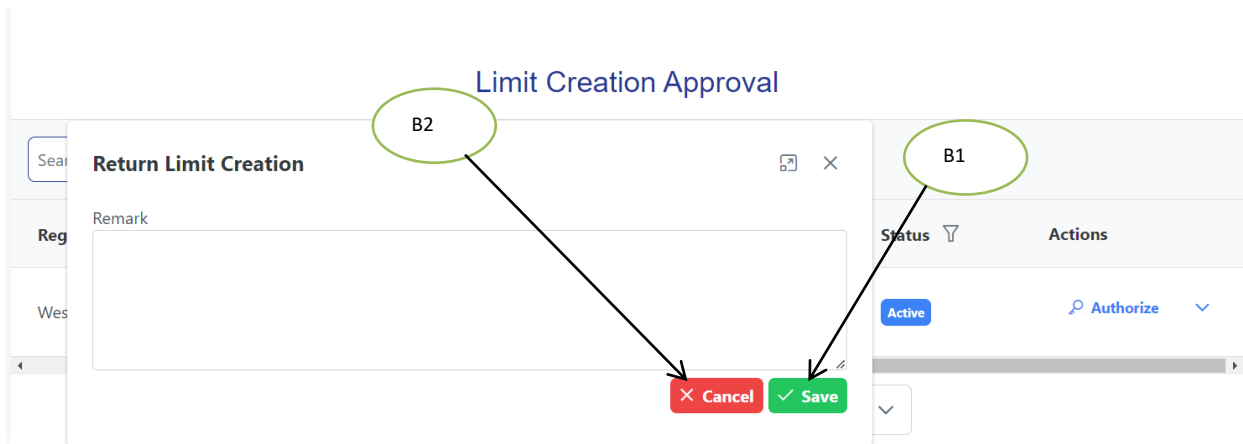 Limit Creation Approval
B2
B1
Sear
Return Limit Creation
Remark
Reg
Status
Actions
Wes
Active
Authorize
Cancel
Save